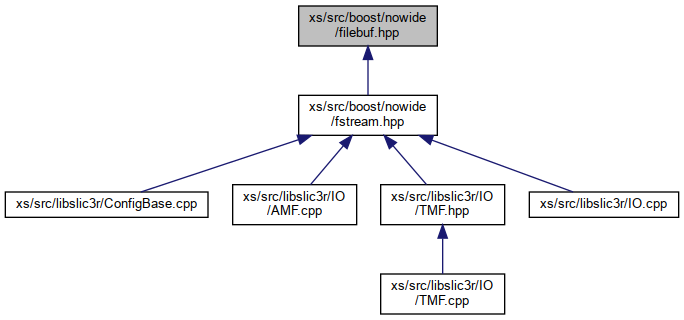 xs/src/boost/nowide
/filebuf.hpp
xs/src/boost/nowide
/fstream.hpp
xs/src/libslic3r/ConfigBase.cpp
xs/src/libslic3r/IO
/AMF.cpp
xs/src/libslic3r/IO
/TMF.hpp
xs/src/libslic3r/IO.cpp
xs/src/libslic3r/IO
/TMF.cpp